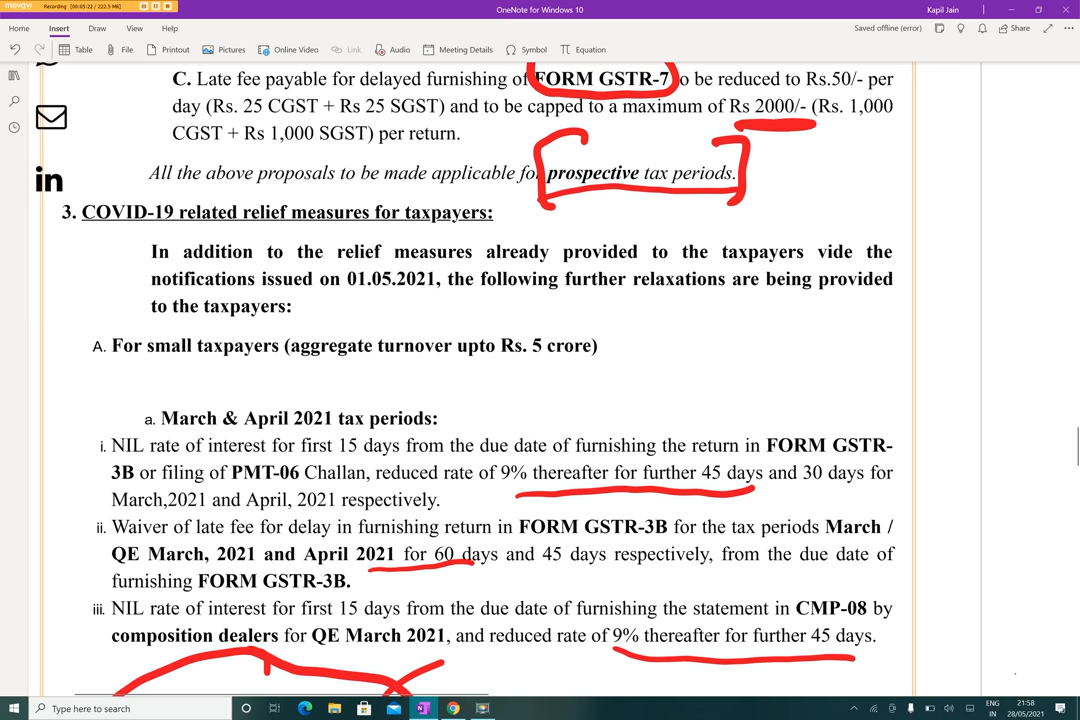 movavi Recording [00:05:22 / 222.5 MB]
OneNote for Windows 10
Kapil Jain
Home Insert Draw View Help
Saved offline (error) Share
Table File Printout Pictures Online Video Link Audio Meeting Details Symbol Equation
C. Late fee payable for delayed furnishing of FORM GSTR-7 to be reduced to Rs.50/- per
day (Rs. 25 CGST + Rs 25 SGST) and to be capped to a maximum of Rs 2000/- (Rs. 1,000
CGST + Rs 1,000 SGST) per return.
in
All the above proposals to be made applicable for prospective tax periods.
3. COVID-19 related relief measures for taxpayers:
In addition to the relief measures already provided to the taxpayers vide the
notifications issued on 01.05.2021, the following further relaxations are being provided
to the taxpayers:
A. For small taxpayers (aggregate turnover upto Rs. 5 crore)
a. March & April 2021 tax periods:
i. NIL rate of interest for first 15 days from the due date of furnishing the return in FORM GSTR-
3B or filing of PMT-06 Challan, reduced rate of 9% thereafter for further 45 days and 30 days for
March,2021 and April, 2021 respectively.
ii. Waiver of late fee for delay in furnishing return in FORM GSTR-3B for the tax periods March /
QE March, 2021 and April 2021 for 60 days and 45 days respectively, from the due date of
furnishing FORM GSTR-3B.
iii. NIL rate of interest for first 15 days from the due date of furnishing the statement in CMP-08 by
composition dealers for QE March 2021, and reduced rate of 9% thereafter for further 45 days.
Type here to search
ENG
IN
21:58
28/05/2021